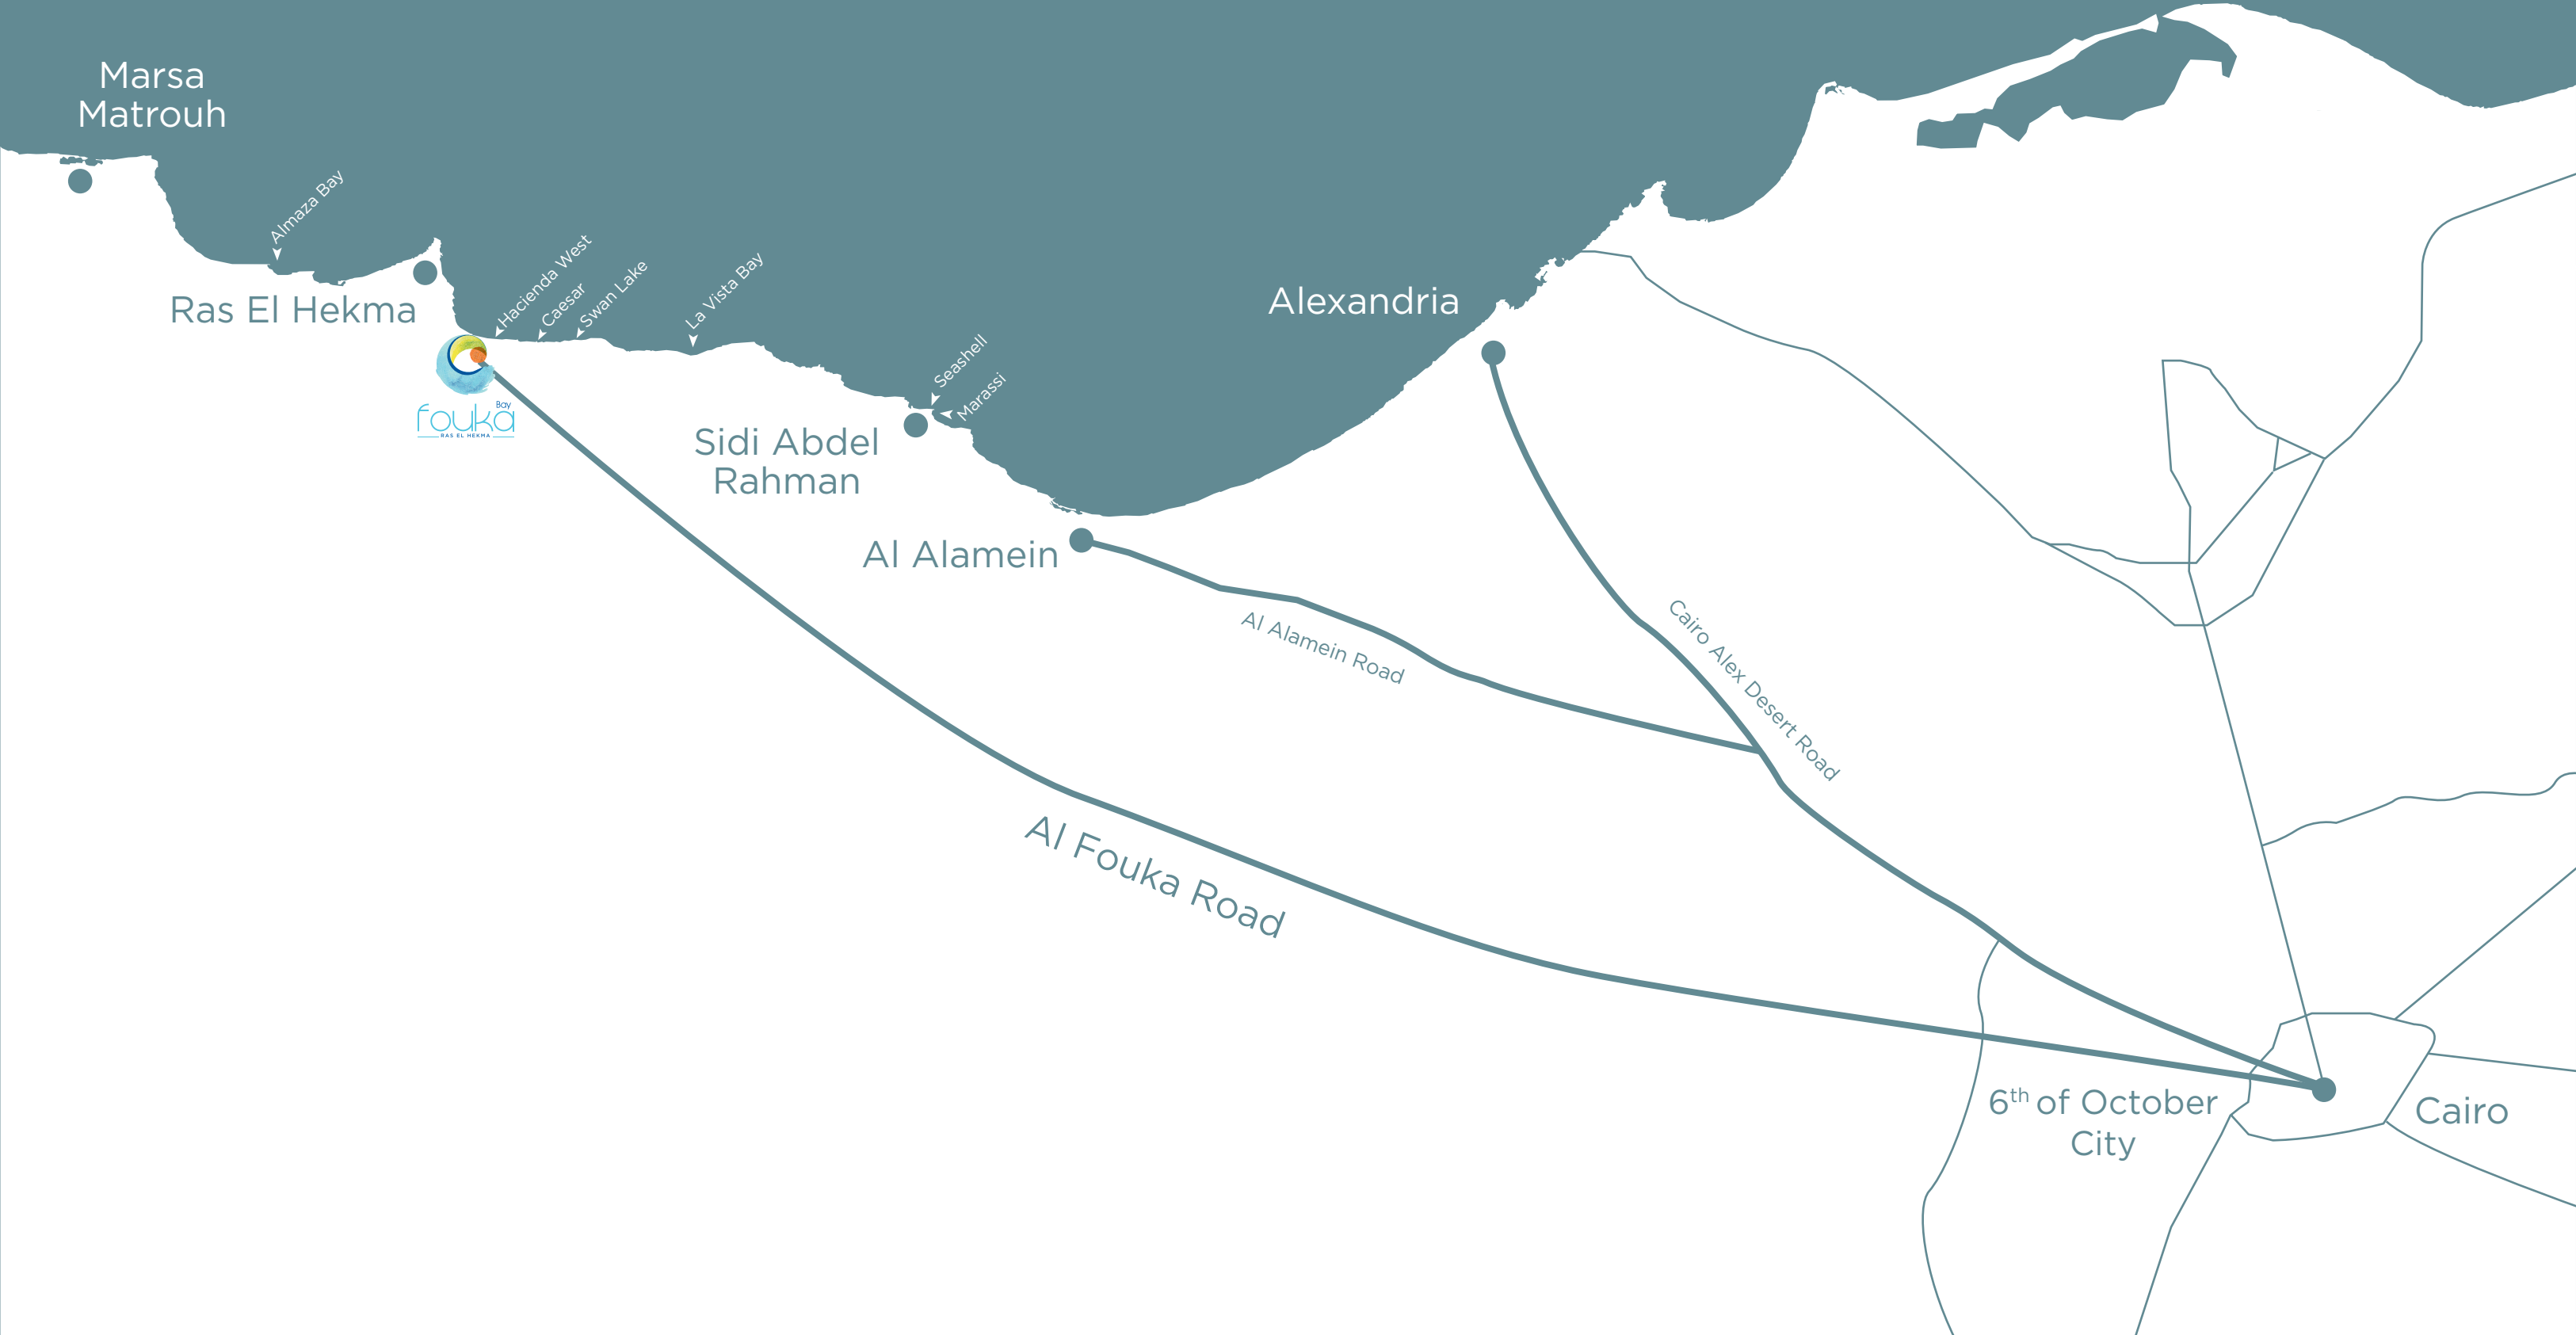 Marsa
Matrouh
Almaza Bay
Ras El Hekma
Hacienda West
Caesar
Swan Lake
La Vista Bay
Bay
fouka
RAS EL HEKMA
Seashell
Marassi
Sidi Abdel
Rahman
Alexandria
Al Alamein
Al Alamein Road
Cairo Alex Desert Road
Al Fouka Road
6th of October
City
Cairo